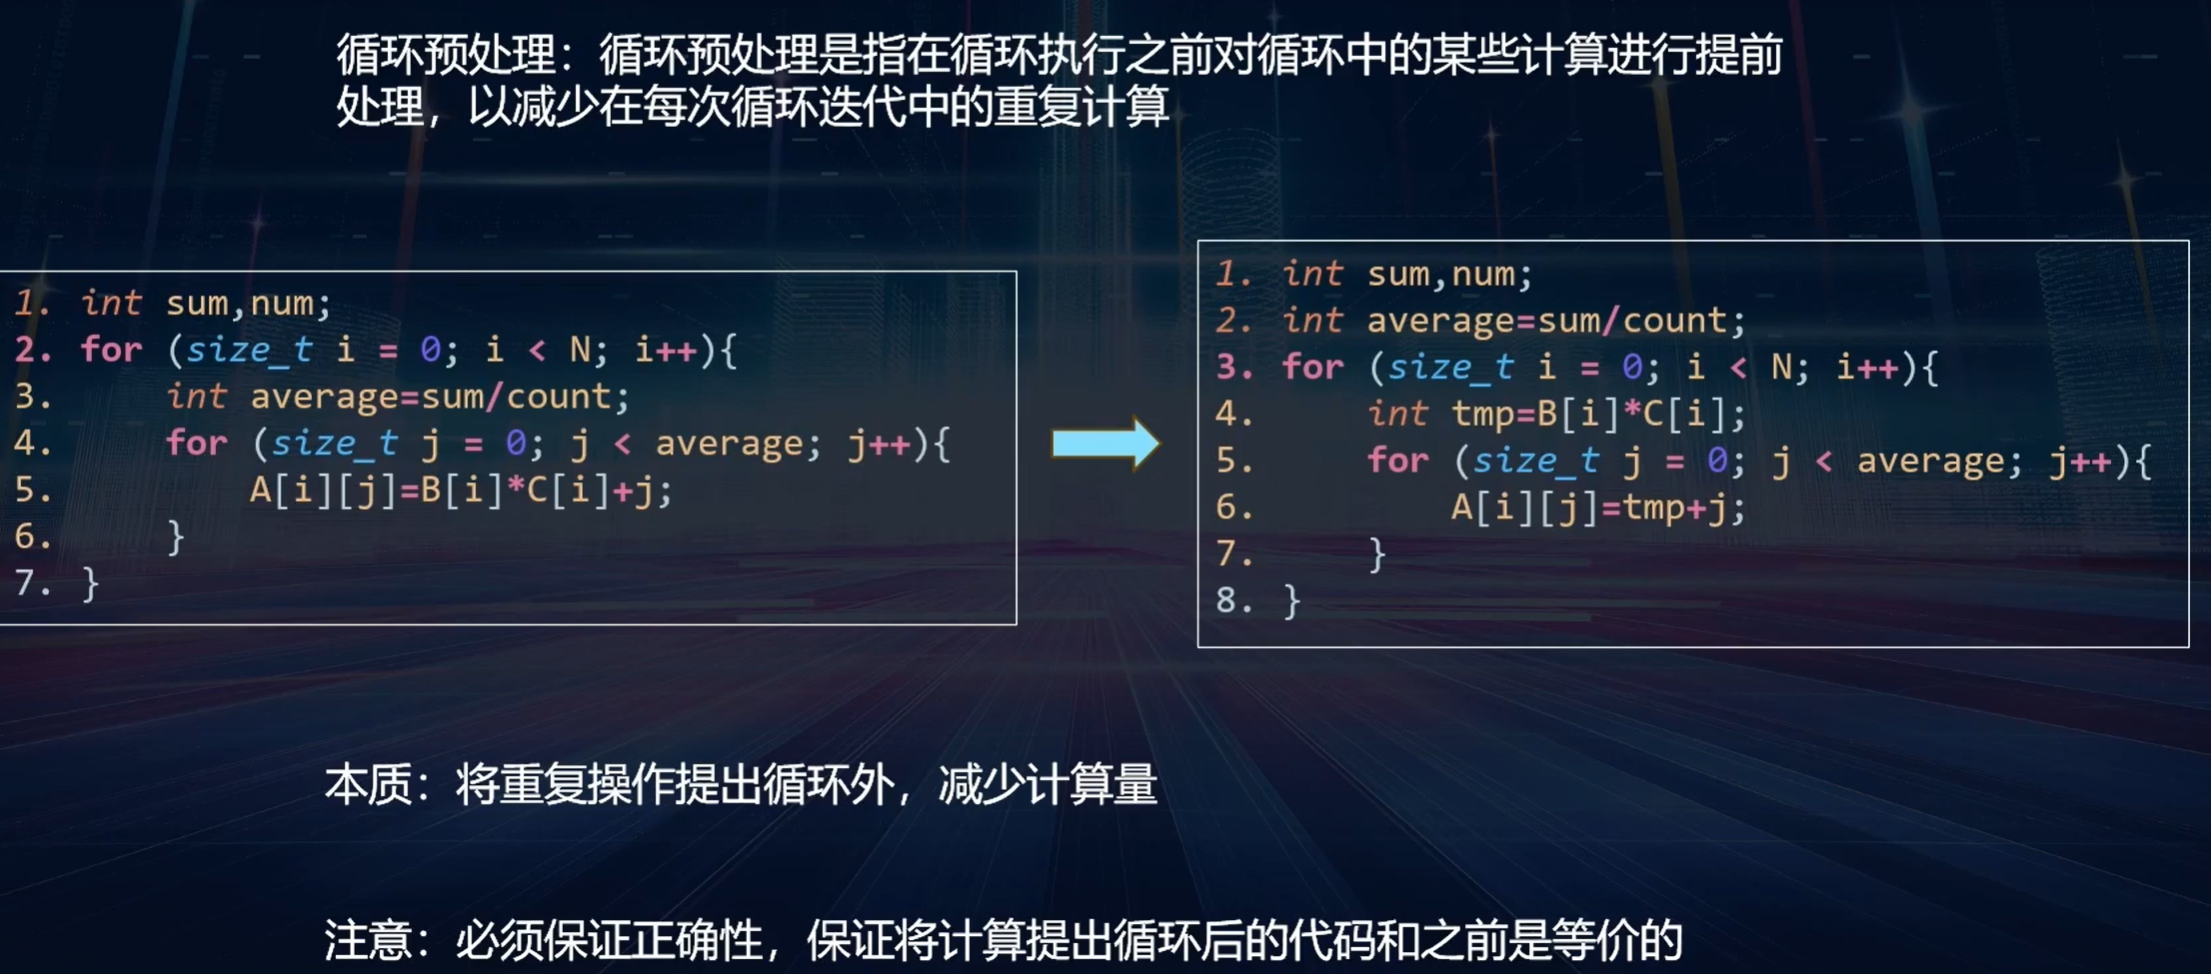 循环预处理：循环预处理是指在循环执行之前对循环中的某些计算进行提前
处理，以减少在每次循环迭代中的重复计算
1. int sum,num;
2. for (size_t i = 0; i < N; i++){
3.     int average=sum/count;
4.     for (size_t j = 0; j < average; j++){
5.         A[i][j]=B[i]*C[i]+j;
6.     }
7. }
1. int sum,num;
2. int average=sum/count;
3. for (size_t i = 0; i < N; i++){
4.     int tmp=B[i]*C[i];
5.     for (size_t j = 0; j < average; j++){
6.         A[i][j]=tmp+j;
7.     }
8. }
本质：将重复操作提出循环外，减少计算量
注意：必须保证正确性，保证将计算提出循环后的代码和之前是等价的